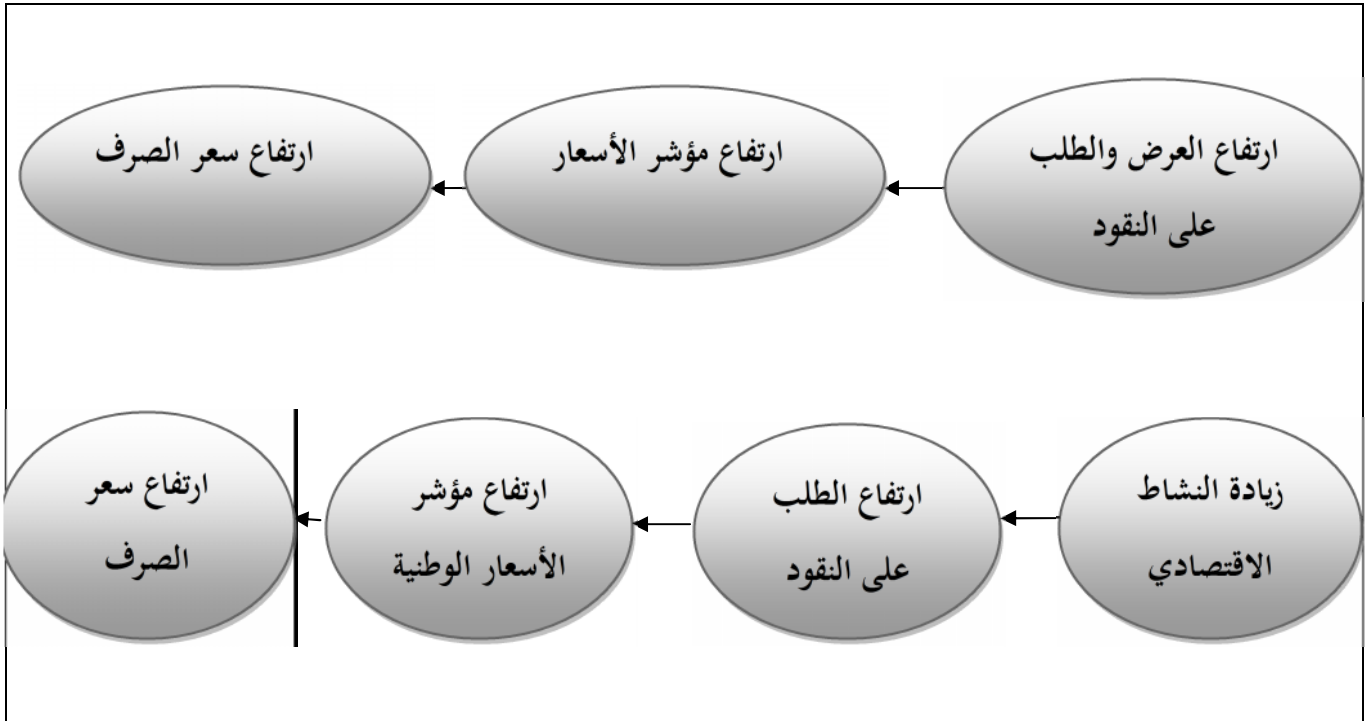 ارتفاع العرض والطلب
على النقود
ارتفاع مؤشر الأسعار
ارتفاع سعر الصرف
زيادة النشاط
الاقتصادي
ارتفاع الطلب
على النقود
ارتفاع مؤشر
الأسعار الوطنية
ارتفاع سعر
الصرف